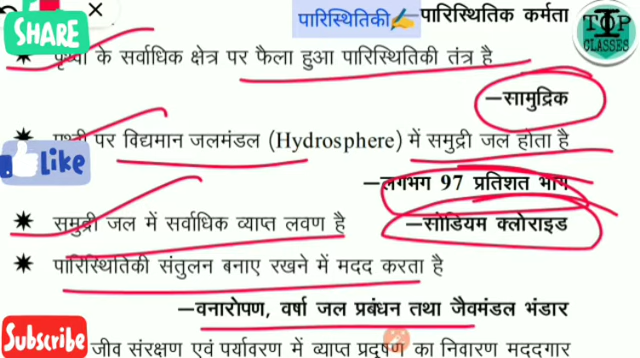 SHARE
पारिस्थितिकी
—पारिस्थितिक कर्मता
TOP
CLASSES
✷ पृथ्वी के सर्वाधिक क्षेत्र पर फैला हुआ पारिस्थितिकी तंत्र है
—सामुद्रिक
✷ पृथ्वी पर विद्यमान जलमंडल (Hydrosphere) में समुद्री जल होता है
Like
—लगभग 97 प्रतिशत भाग
✷ समुद्री जल में सर्वाधिक व्याप्त लवण है
—सोडियम क्लोराइड
✷ पारिस्थितिकी संतुलन बनाए रखने में मदद करता है
—वनारोपण, वर्षा जल प्रबंधन तथा जैवमंडल भंडार
Subscribe
जीव संरक्षण एवं पर्यावरण में व्याप्त प्रदूषण का निवारण मददगार